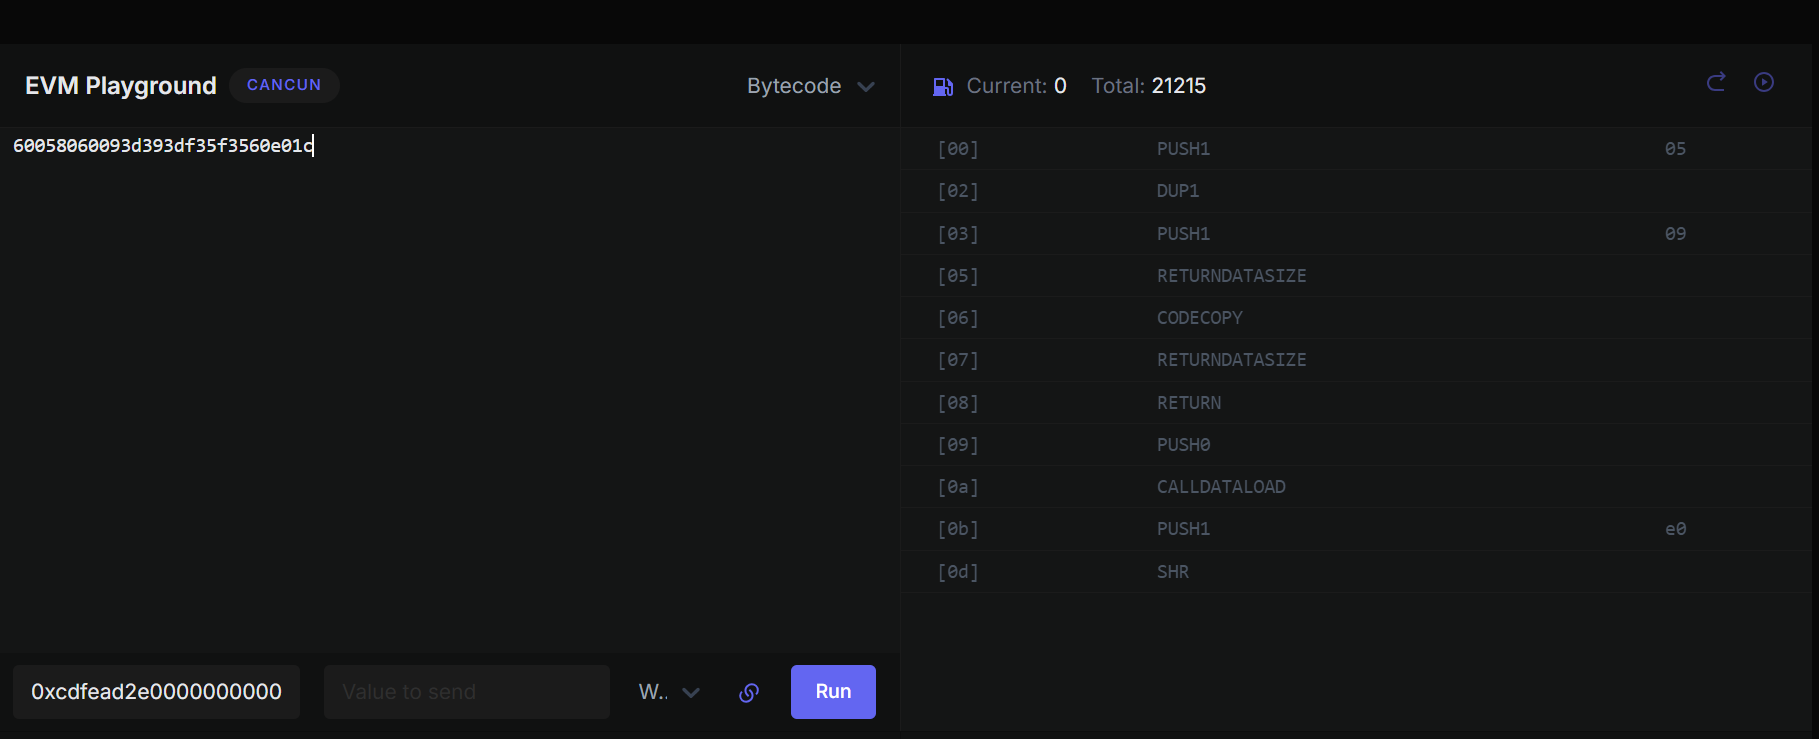 EVM Playground CANCUN Bytecode
60058060093d393df35f3560e01c
0xcdfead2e0000000000 Value to send W.. Run
Current: 0 Total: 21215
[00] PUSH1 05
[02] DUP1
[03] PUSH1 09
[05] RETURNDATASIZE
[06] CODECOPY
[07] RETURNDATASIZE
[08] RETURN
[09] PUSH0
[0a] CALLDATALOAD
[0b] PUSH1 e0
[0d] SHR